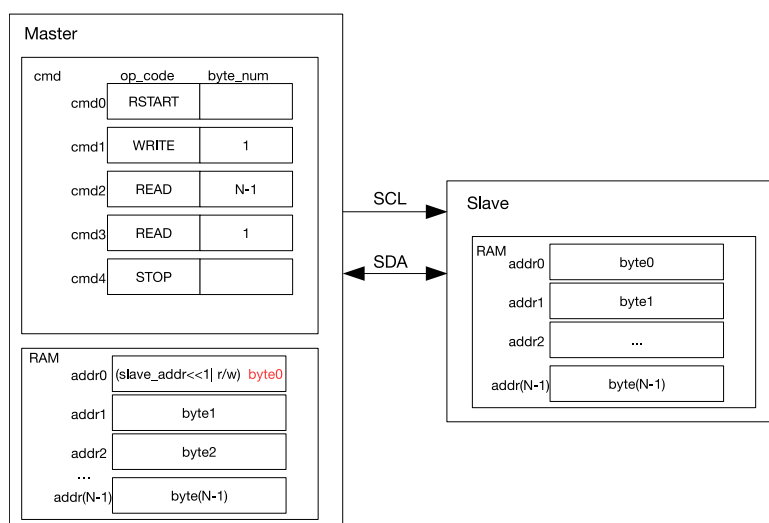 Master
cmd op_code byte_num
cmd0 RSTART
cmd1 WRITE 1
cmd2 READ N-1
cmd3 READ 1
cmd4 STOP
RAM
addr0 (slave_addr<<1| r/w) byte0
addr1 byte1
addr2 byte2
...
addr(N-1) byte(N-1)
SCL
SDA
Slave
RAM
addr0 byte0
addr1 byte1
addr2 ...
addr(N-1) byte(N-1)